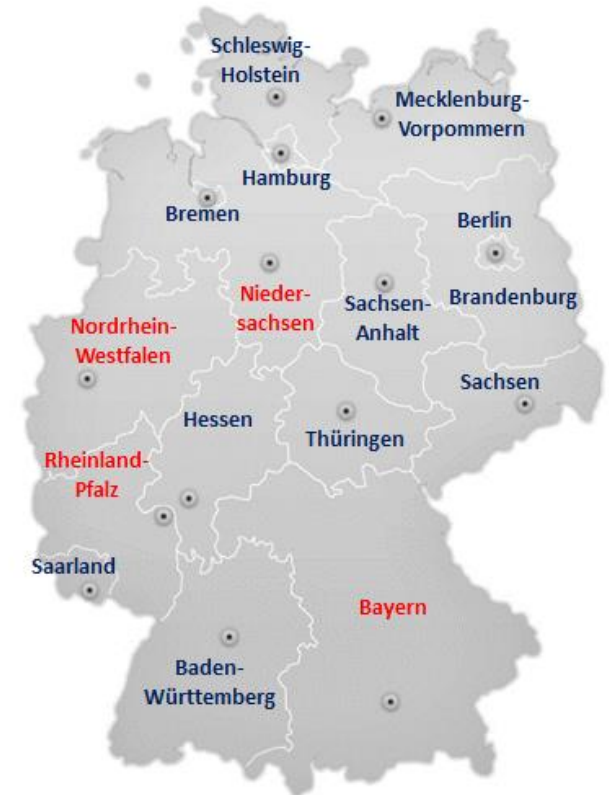 Schleswig-
Holstein
Mecklenburg-
Vorpommern
Hamburg
Bremen
Berlin
Nieder-
sachsen
Sachsen-
Anhalt
Brandenburg
Nordrhein-
Westfalen
Sachsen
Hessen
Thüringen
Rheinland-
Pfalz
Saarland
Bayern
Baden-
Württemberg